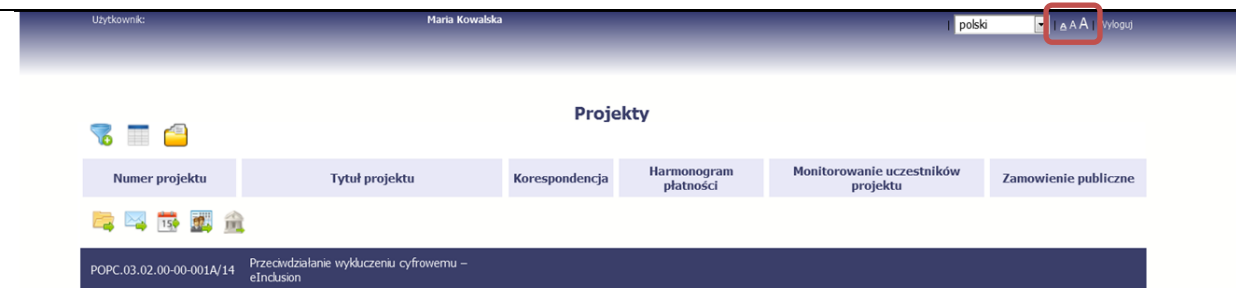 Użytkownik: Maria Kowalska | polski | A A A | Wyloguj
Projekty
Numer projektu Tytuł projektu Korespondencja Harmonogram płatności Monitorowanie uczestników projektu Zamowienie publiczne
15
POPC.03.02.00-00-001A/14 Przeciwdziałanie wykluczeniu cyfrowemu –
eInclusion